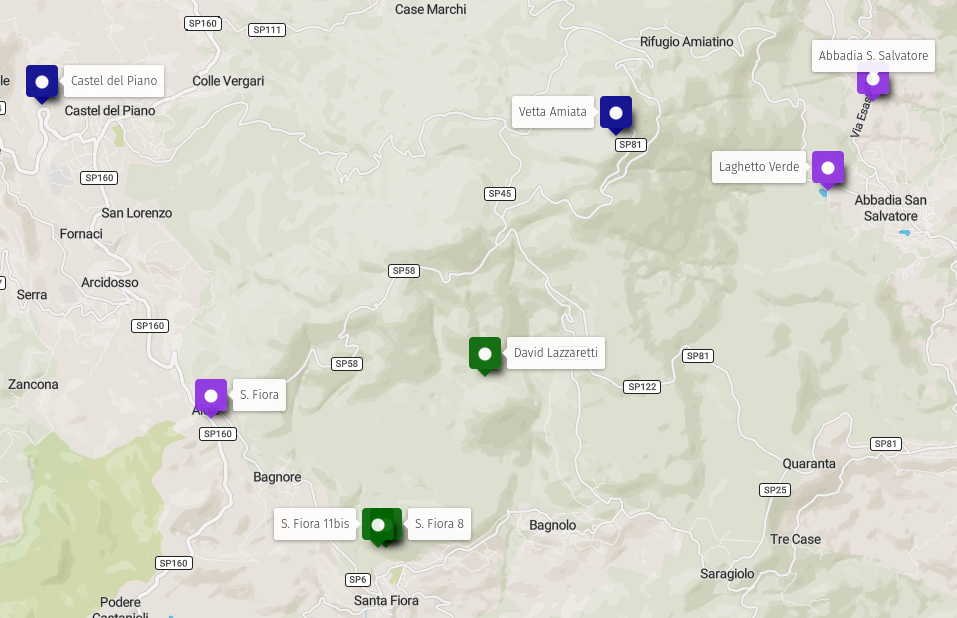 Case Marchi
SP160
SP111
Rifugio Amiatino
Abbadia S. Salvatore
le
Castel del Piano
Colle Vergari
Castel del Piano
Vetta Amiata
SP81
Laghetto Verde
SP160
SP45
Abbadia San
Salvatore
San Lorenzo
Fornaci
SP58
Arcidosso
Serra
SP160
David Lazzaretti
SP58
SP81
Zancona
SP122
S. Fiora
SP160
SP81
Quaranta
Bagnore
SP25
S. Fiora 11bis
S. Fiora 8
Bagnolo
Tre Case
SP160
SP6
Saragiolo
Podere
Santa Fiora